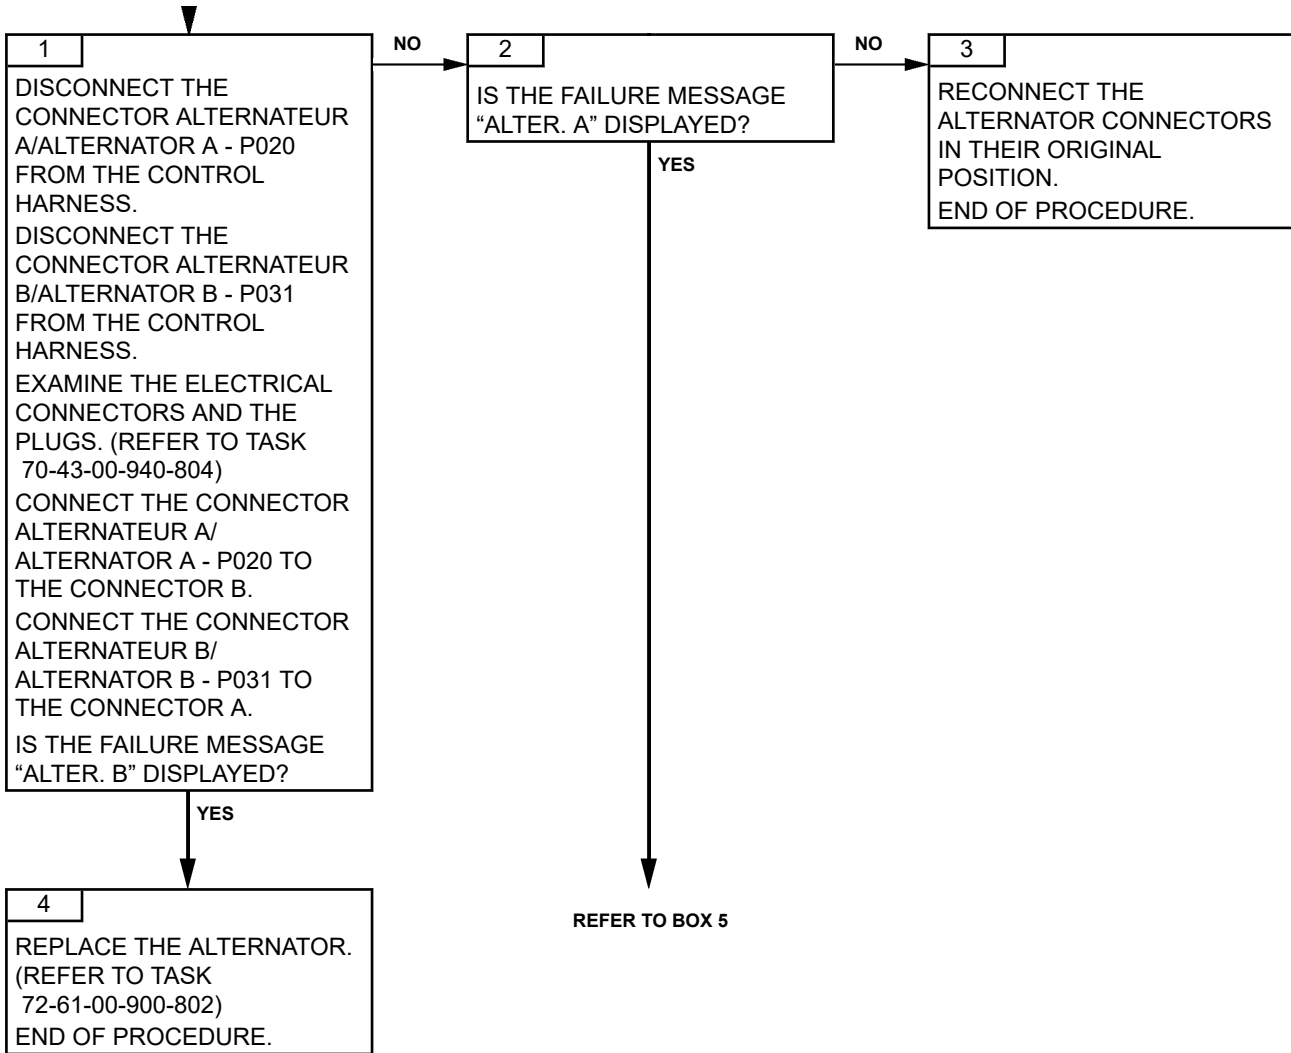 1
DISCONNECT THE
CONNECTOR ALTERNATEUR
A/ALTERNATOR A - P020
FROM THE CONTROL
HARNESS.
DISCONNECT THE
CONNECTOR ALTERNATEUR
B/ALTERNATOR B - P031
FROM THE CONTROL
HARNESS.
EXAMINE THE ELECTRICAL
CONNECTORS AND THE
PLUGS. (REFER TO TASK
70-43-00-940-804)
CONNECT THE CONNECTOR
ALTERNATEUR A/
ALTERNATOR A - P020 TO
THE CONNECTOR B.
CONNECT THE CONNECTOR
ALTERNATEUR B/
ALTERNATOR B - P031 TO
THE CONNECTOR A.
IS THE FAILURE MESSAGE
“ALTER. B” DISPLAYED?
NO
2
IS THE FAILURE MESSAGE
“ALTER. A” DISPLAYED?
NO
3
RECONNECT THE
ALTERNATOR CONNECTORS
IN THEIR ORIGINAL
POSITION.
END OF PROCEDURE.
YES
YES
4
REPLACE THE ALTERNATOR.
(REFER TO TASK
72-61-00-900-802)
END OF PROCEDURE.
REFER TO BOX 5